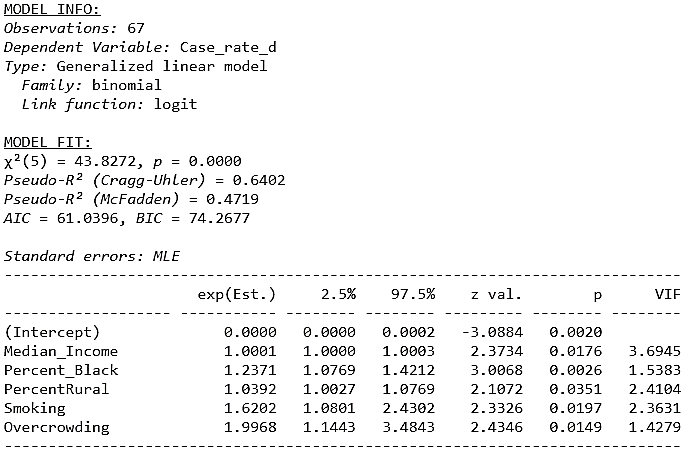 MODEL INFO:
Observations: 67
Dependent Variable: Case_rate_d
Type: Generalized linear model
Family: binomial
Link function: logit
MODEL FIT:
χ²(5) = 43.8272, p = 0.0000
Pseudo-R² (Cragg-Uhler) = 0.6402
Pseudo-R² (McFadden) = 0.4719
AIC = 61.0396, BIC = 74.2677
Standard errors: MLE
exp(Est.) 2.5% 97.5% z val. p VIF
(Intercept) 0.0000 0.0000 0.0002 -3.0884 0.0020
Median_Income 1.0001 1.0000 1.0003 2.3734 0.0176 3.6945
Percent_Black 1.2371 1.0769 1.4212 3.0068 0.0026 1.5383
PercentRural 1.0392 1.0027 1.0769 2.1072 0.0351 2.4104
Smoking 1.6202 1.0801 2.4302 2.3326 0.0197 2.3631
Overcrowding 1.9968 1.1443 3.4843 2.4346 0.0149 1.4279